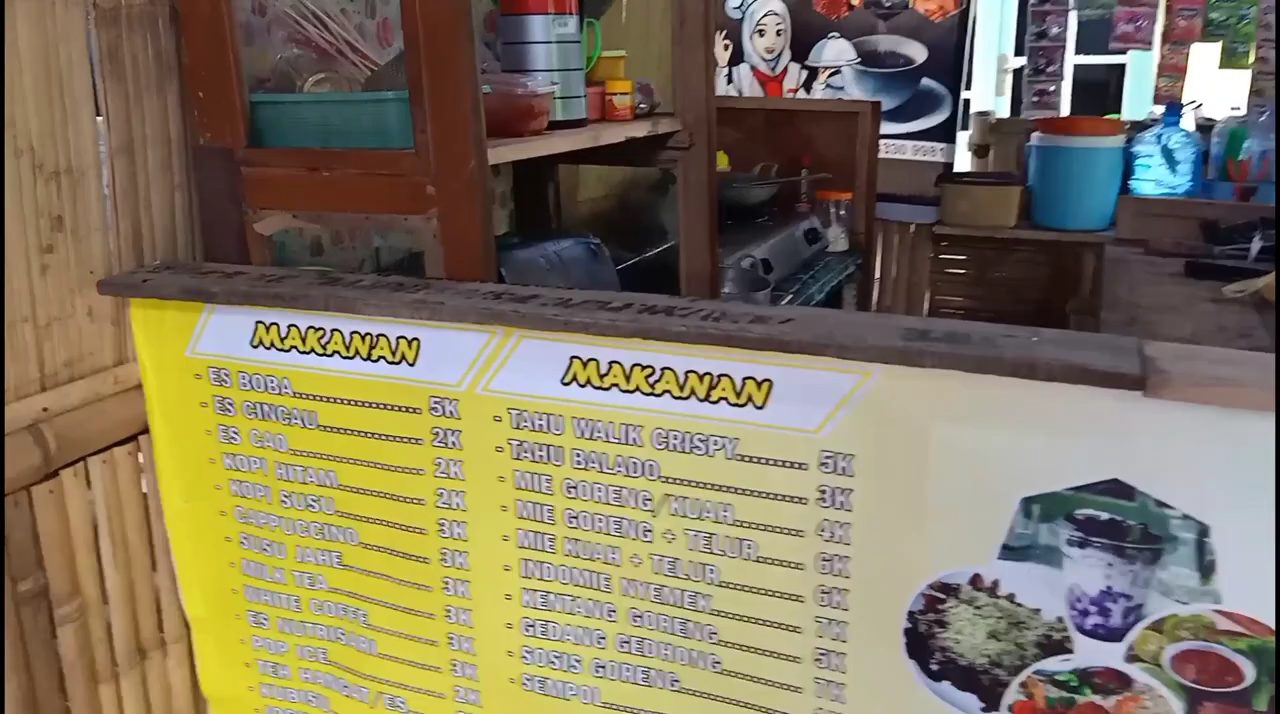 330 9981
MAKANAN
- ES BOBA.................... 5K
- ES CINCAU................ 2K
- ES CAO..................... 2K
- KOPI HITAM............... 2K
- KOPI SUSU................ 3K
- CAPPUCCINO............. 3K
- SUSU JAHE................ 3K
- MILK TEA.................. 3K
- WHITE COFFE............. 3K
- ES NUTRISARI............ 3K
- POP ICE.................... 2K
- TEH HANGAT/ES...
MAKANAN
- TAHU WALIK CRISPY......... 5K
- TAHU BALADO.................. 3K
- MIE GORENG/KUAH........... 4K
- MIE GORENG + TELUR....... 6K
- MIE KUAH + TELUR........... 6K
- INDOMIE NYEMEK............ 7K
- KENTANG GORENG........... 5K
- GEDANG GEDHONG........... 7K
- SOSIS GORENG...............
- SEMPOL.......................